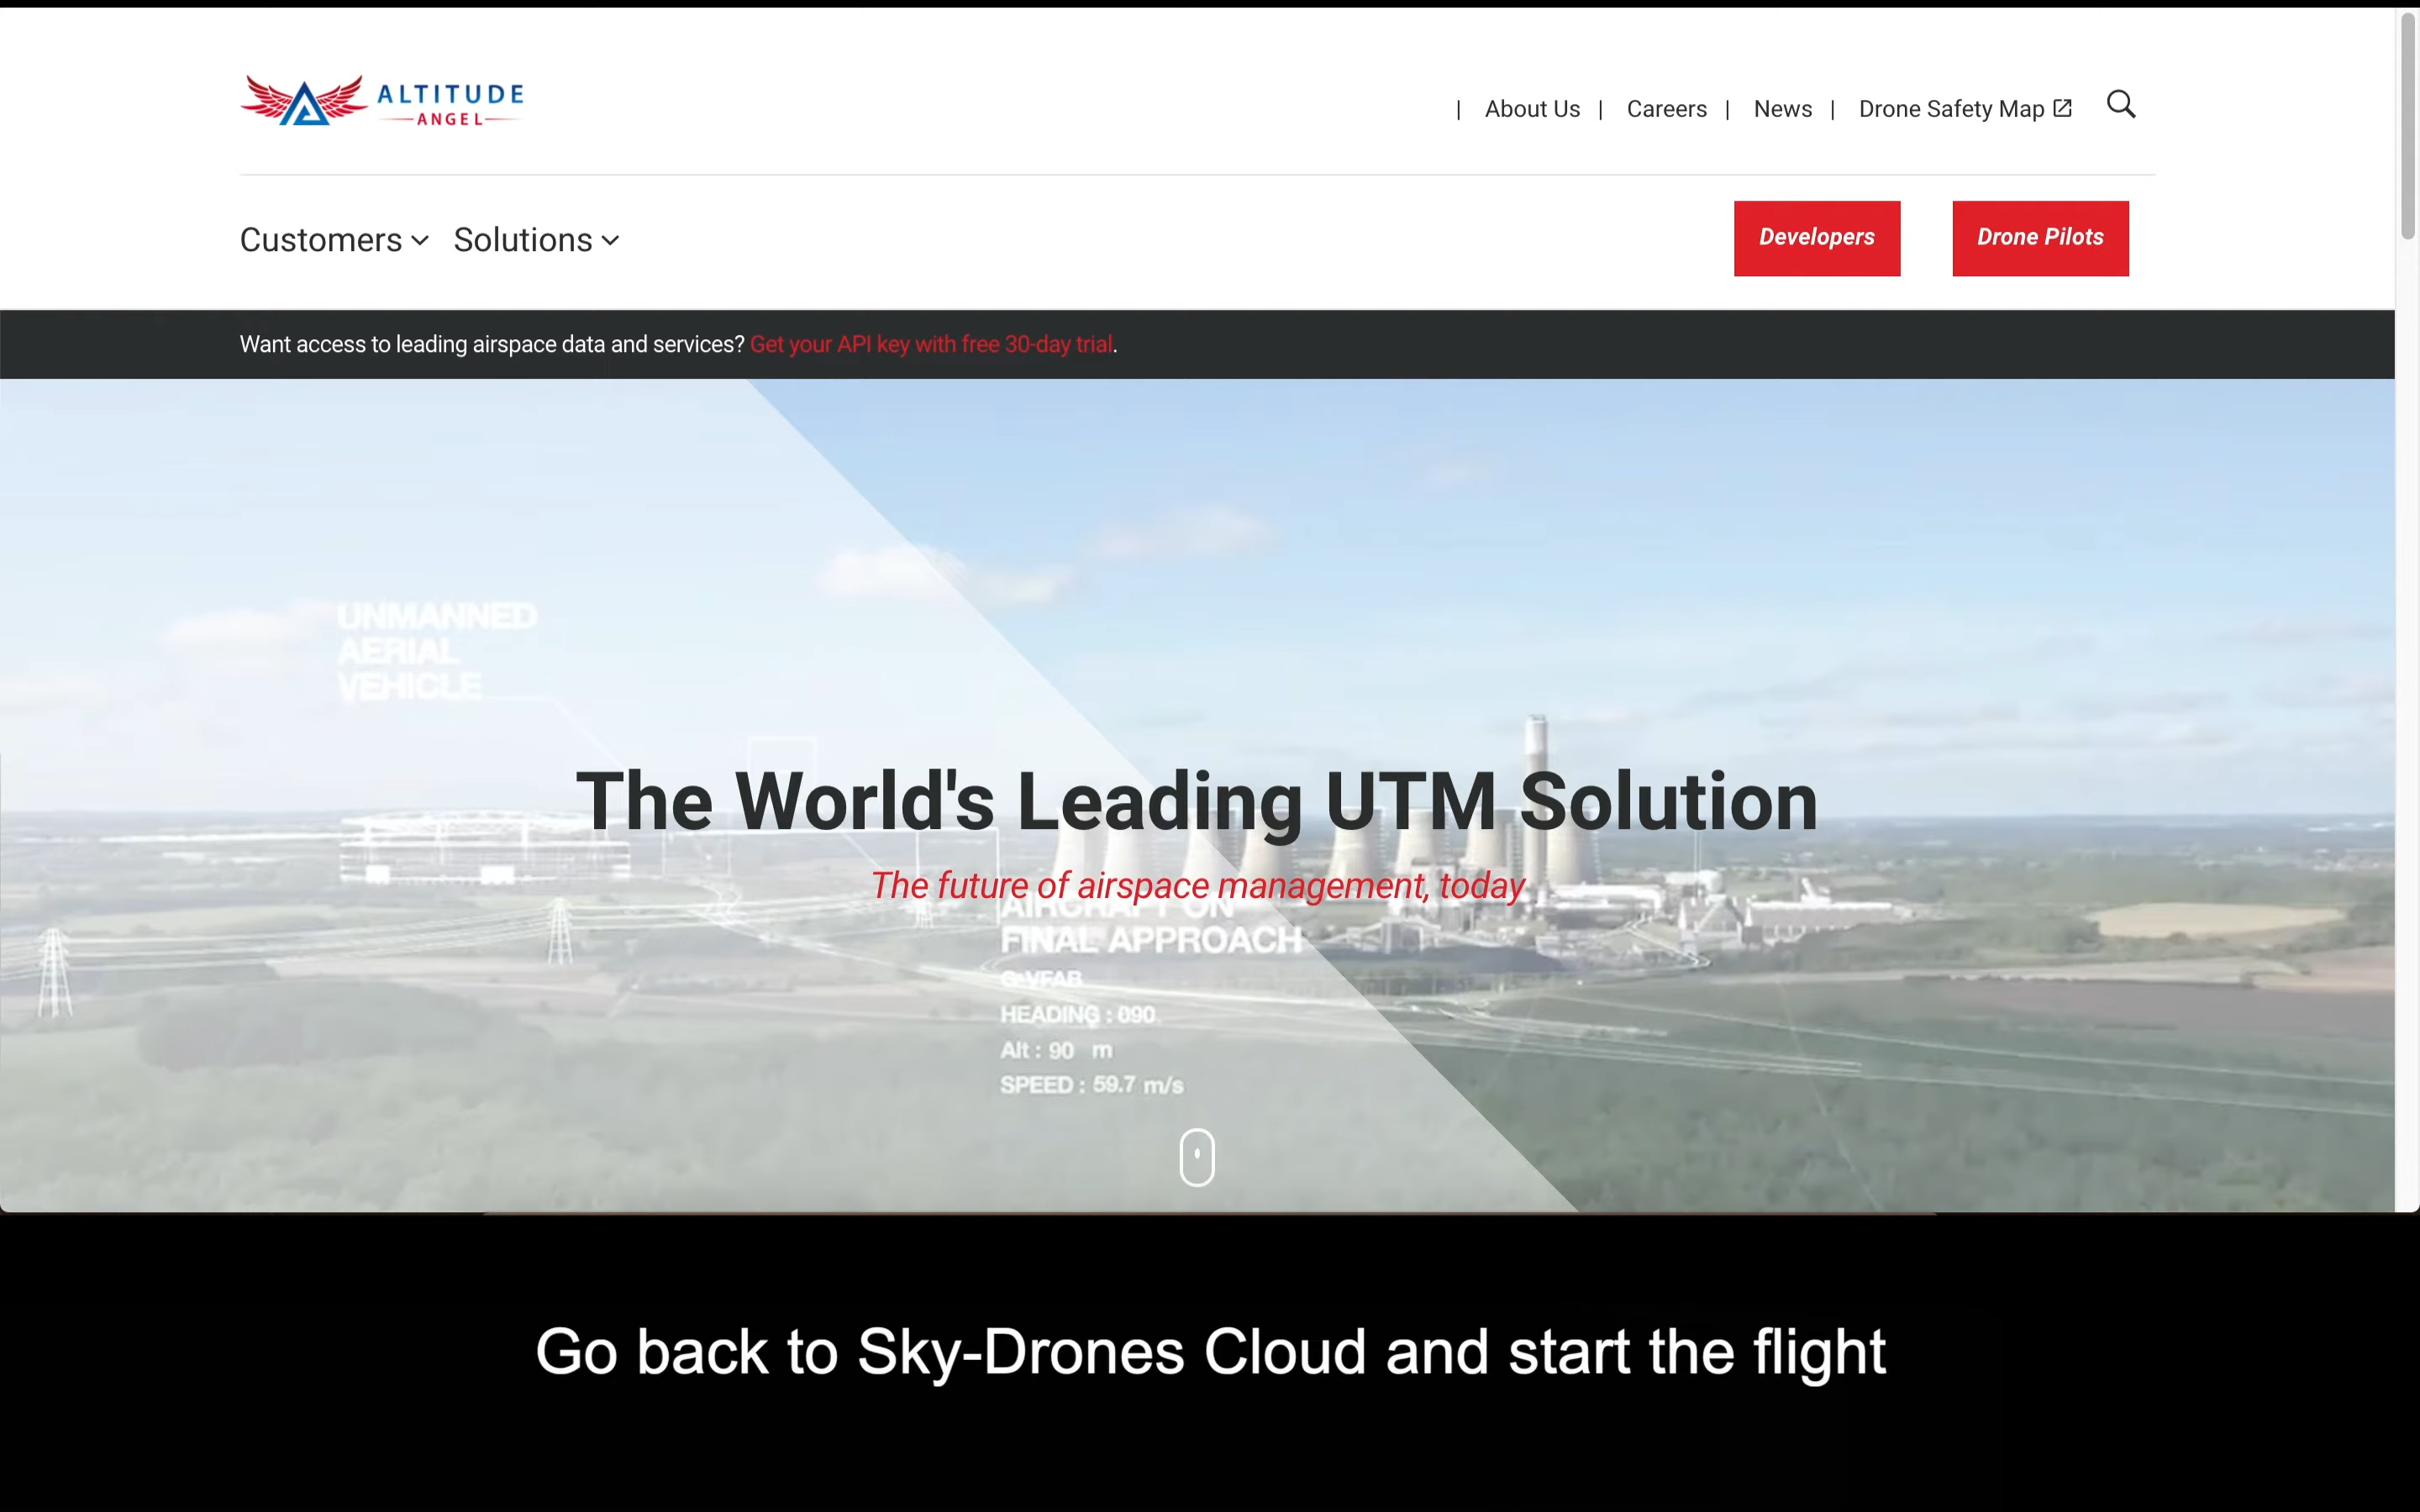 ALTITUDE
ANGEL
| About Us | Careers | News | Drone Safety Map
Customers Solutions
Developers
Drone Pilots
Want access to leading airspace data and services? Get your API key with free 30-day trial.
UNMANNED
AERIAL
VEHICLE
The World's Leading UTM Solution
The future of airspace management, today
AIRCRAFT ON
FINAL APPROACH
G-VFAB
HEADING : 090
Alt : 90 m
SPEED : 59.7 m/s
Go back to Sky-Drones Cloud and start the flight